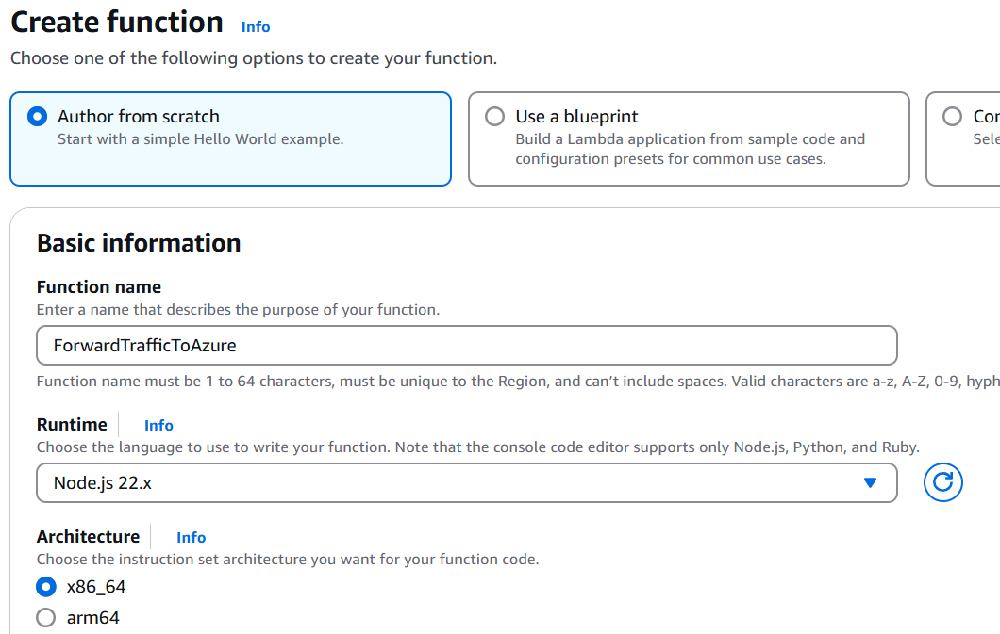 Create function Info
Choose one of the following options to create your function.
Author from scratch
Start with a simple Hello World example.
Use a blueprint
Build a Lambda application from sample code and
configuration presets for common use cases.
Basic information
Function name
Enter a name that describes the purpose of your function.
ForwardTrafficToAzure
Function name must be 1 to 64 characters, must be unique to the Region, and can’t include spaces. Valid characters are a-z, A-Z, 0-9,
Runtime Info
Choose the language to use to write your function. Note that the console code editor supports only Node.js, Python, and Ruby.
Node.js 22.x
Architecture Info
Choose the instruction set architecture you want for your function code.
x86_64
arm64